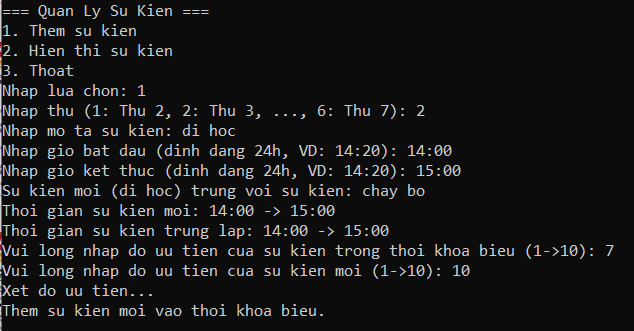 === Quan Ly Su Kien ===
1. Them su kien
2. Hien thi su kien
3. Thoat
Nhap lua chon: 1
Nhap thu (1: Thu 2, 2: Thu 3, ..., 6: Thu 7): 2
Nhap mo ta su kien: di hoc
Nhap gio bat dau (dinh dang 24h, VD: 14:20): 14:00
Nhap gio ket thuc (dinh dang 24h, VD: 14:20): 15:00
Su kien moi (di hoc) trung voi su kien: chay bo
Thoi gian su kien moi: 14:00 -> 15:00
Thoi gian su kien trung lap: 14:00 -> 15:00
Vui long nhap do uu tien cua su kien trong thoi khoa bieu (1->10): 7
Vui long nhap do uu tien cua su kien moi (1->10): 10
Xet do uu tien...
Them su kien moi vao thoi khoa bieu.